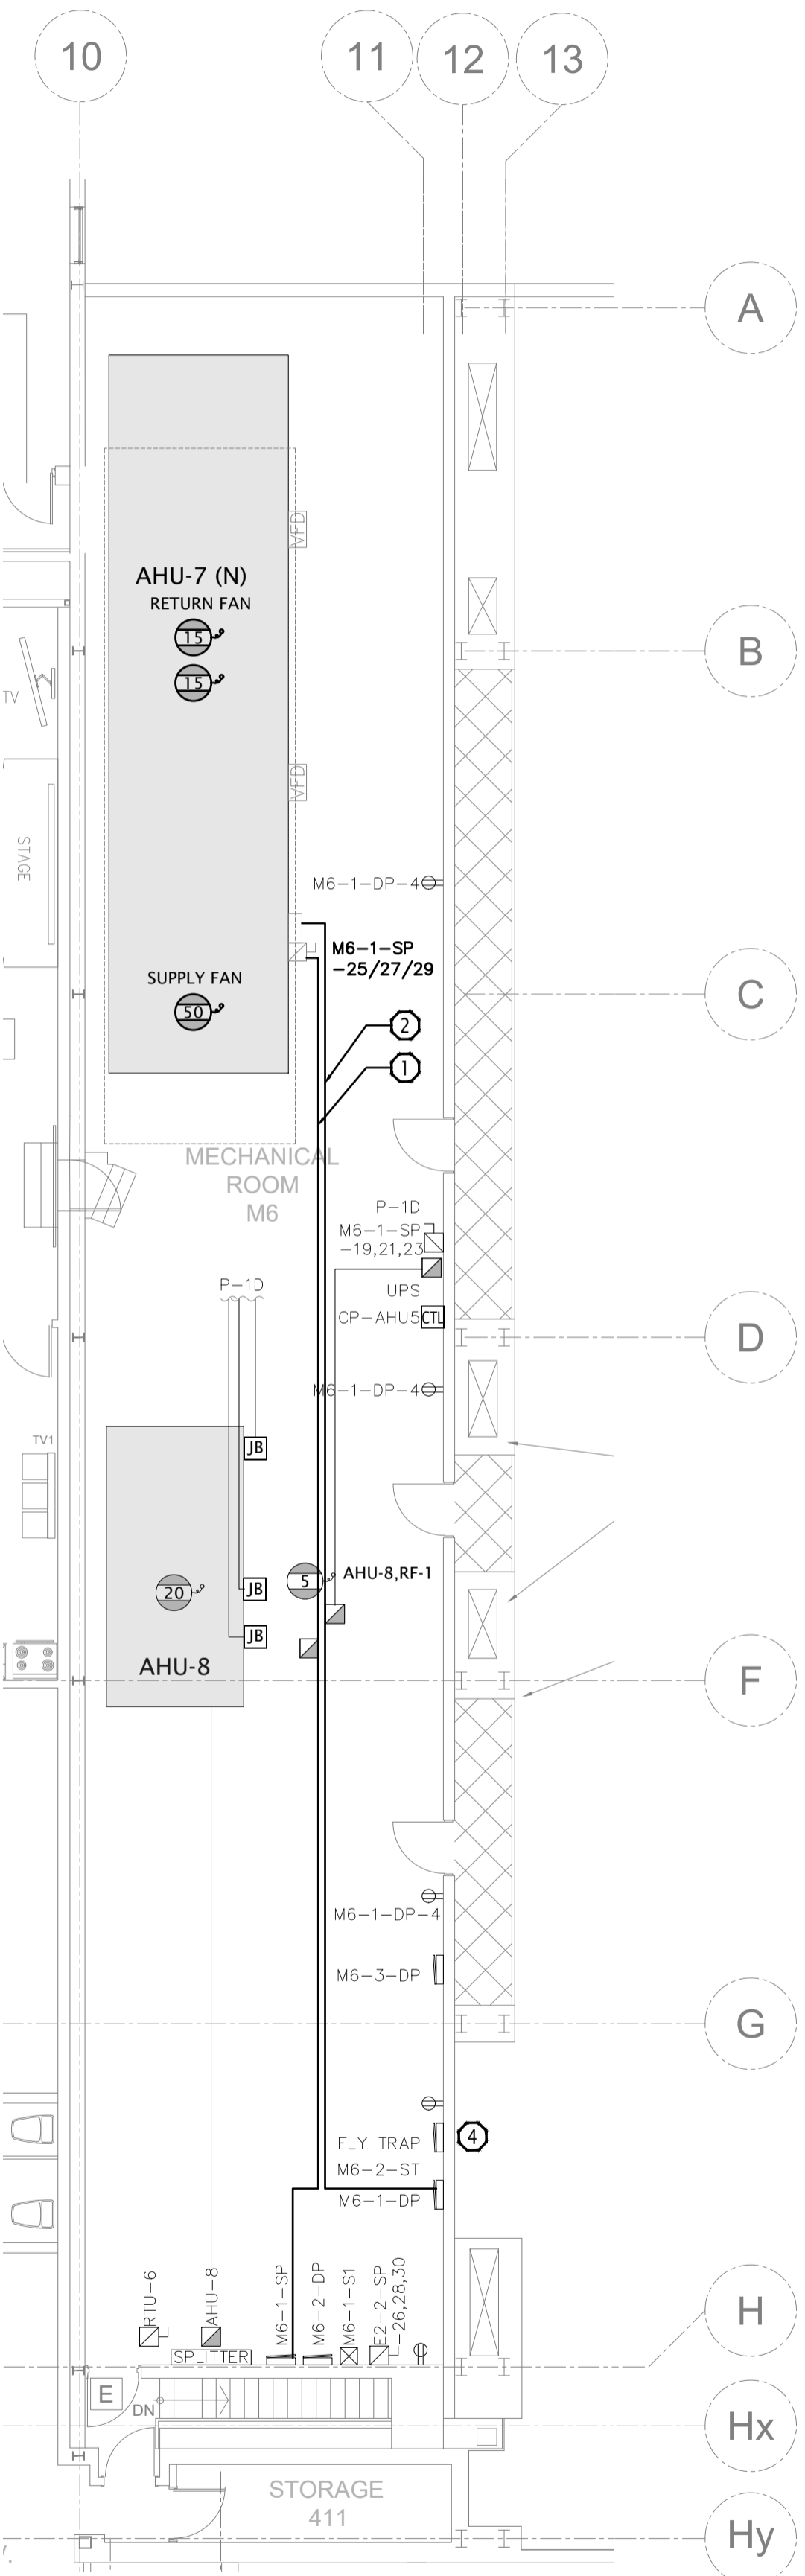 10
11
12
13
A
VFD
AHU-7 (N)
RETURN FAN
15
15
B
TV
VFD
STAGE
M6-1-DP-4
M6-1-SP
-25/27/29
SUPPLY FAN
50
C
2
1
MECHANICAL
ROOM
M6
P-1D
M6-1-SP
-19,21,23
P-1D
UPS
CP-AHU5
CTL
D
M6-1-DP-4
TV1
JB
20
JB
5
AHU-8,RF-1
JB
AHU-8
F
M6-1-DP-4
M6-3-DP
G
FLY TRAP
4
M6-2-ST
M6-1-DP
RTU-6
AHU-8
M6-1-SP
M6-2-DP
M6-1-S1
E2-2-SP
-26,28,30
H
SPLITTER
E
DN
Hx
STORAGE
411
Hy